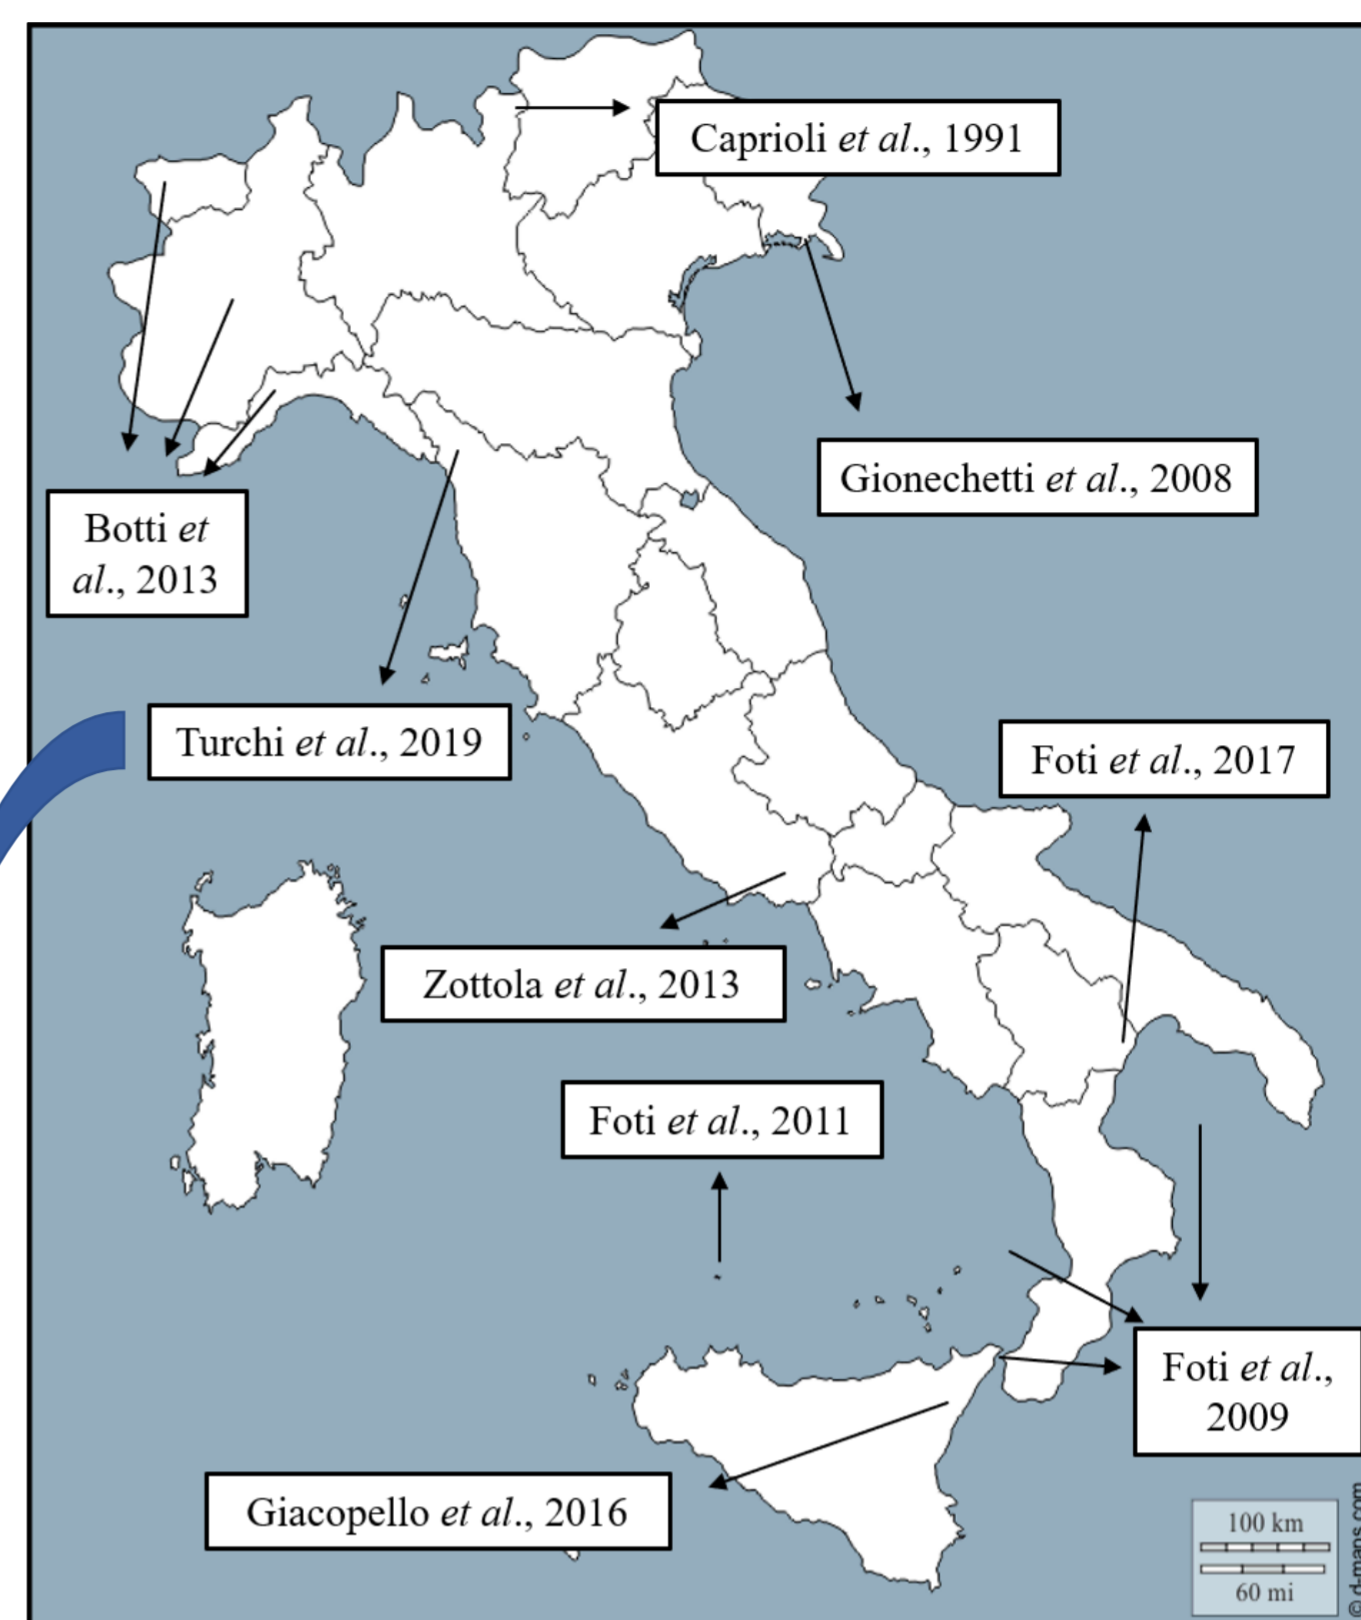 Caprioli et al., 1991
Gionechetti et al., 2008
Botti et
al., 2013
Turchi et al., 2019
Foti et al., 2017
Zottola et al., 2013
Foti et al., 2011
Foti et al.,
2009
Giacopello et al., 2016
100 km
60 mi
© d-maps.com